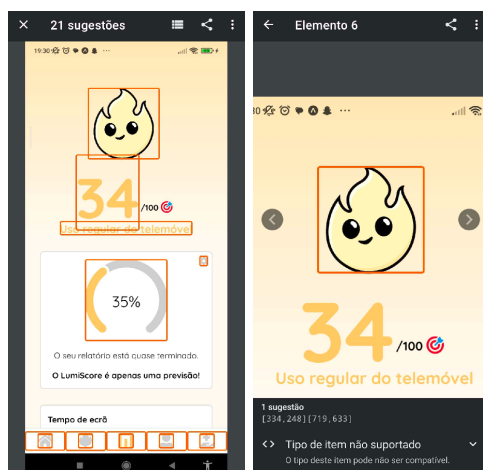 21 sugestões
19:30
34
/100
Uso regular do telemóvel
35%
O seu relatório está quase terminado.
O LumiScore é apenas uma previsão!
Tempo de ecrã
Elemento 6
10
34
/100
Uso regular do telemóvel
1 sugestão
[334,248][719,633]
Tipo de item não suportado
O tipo deste item pode não ser compatível.